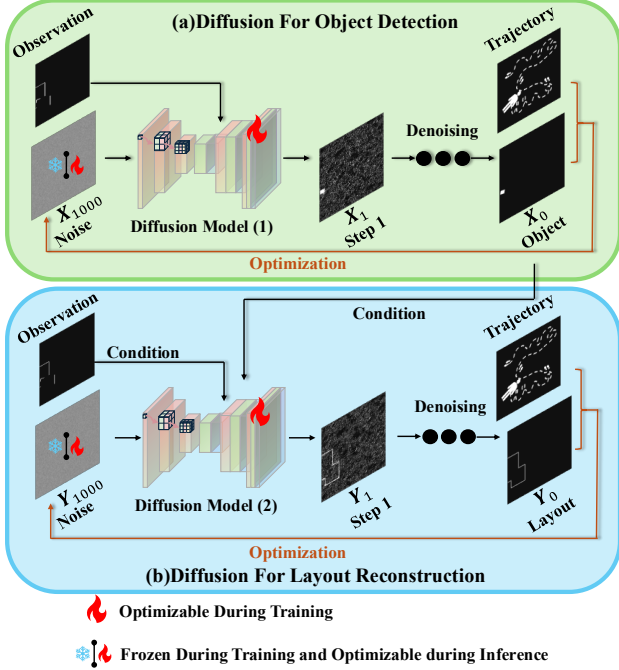 (a)Diffusion For Object Detection
Observation
Trajectory
Denoising
X1000
Noise
Diffusion Model (1)
X1
Step 1
X0
Object
Optimization
Observation
Condition
Condition
Trajectory
Denoising
Y1000
Noise
Diffusion Model (2)
Y1
Step 1
Y0
Layout
Optimization
(b)Diffusion For Layout Reconstruction
Optimizable During Training
Frozen During Training and Optimizable during Inference